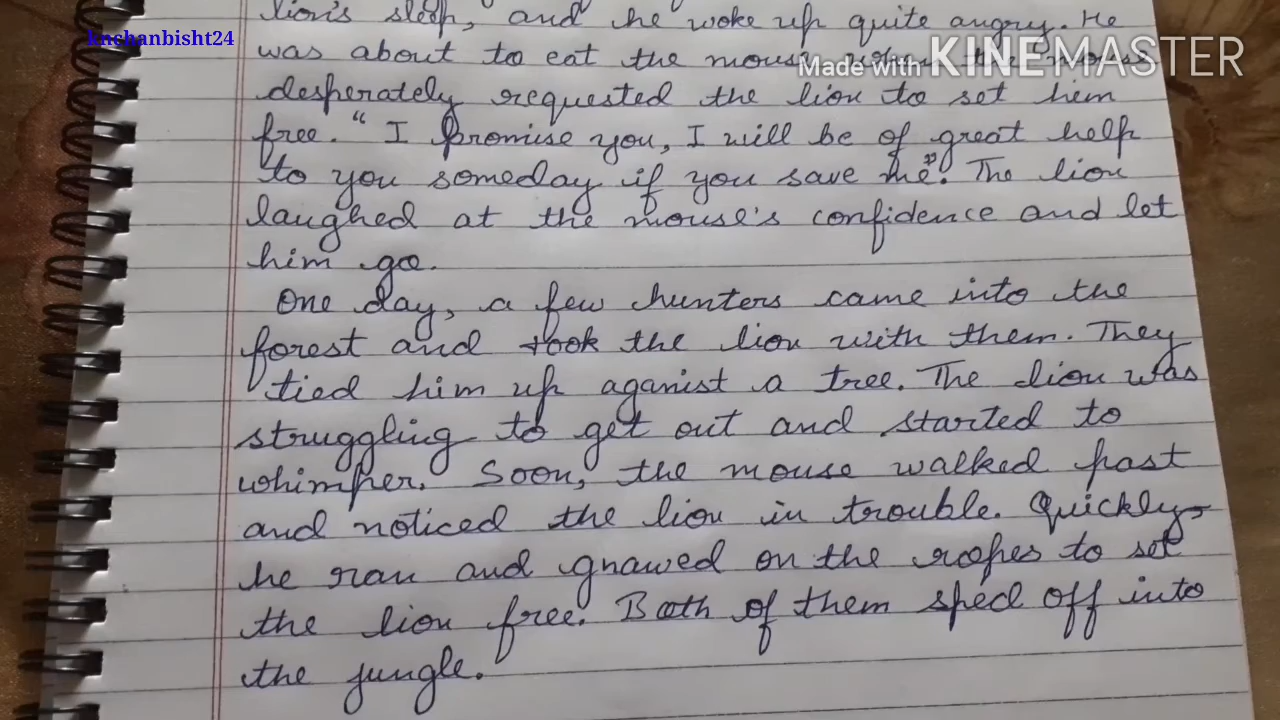 lion's sleep, and he woke up quite angry. He
knchanbisht24
was about to eat the mouse when the mouse
Made with KINEMASTER
desperately requested the lion to set him
free. “ I promise you, I will be of great help
to you someday if you save me”. The lion
laughed at the mouse's confidence and let
him go.
One day, a few hunters came into the
forest and took the lion with them. They
tied him up aganist a tree. The lion was
struggling to get out and started to
whimper. Soon, the mouse walked past
and noticed the lion in trouble. Quickly,
he ran and gnawed on the ropes to set
the lion free. Both of them sped off into
the jungle.